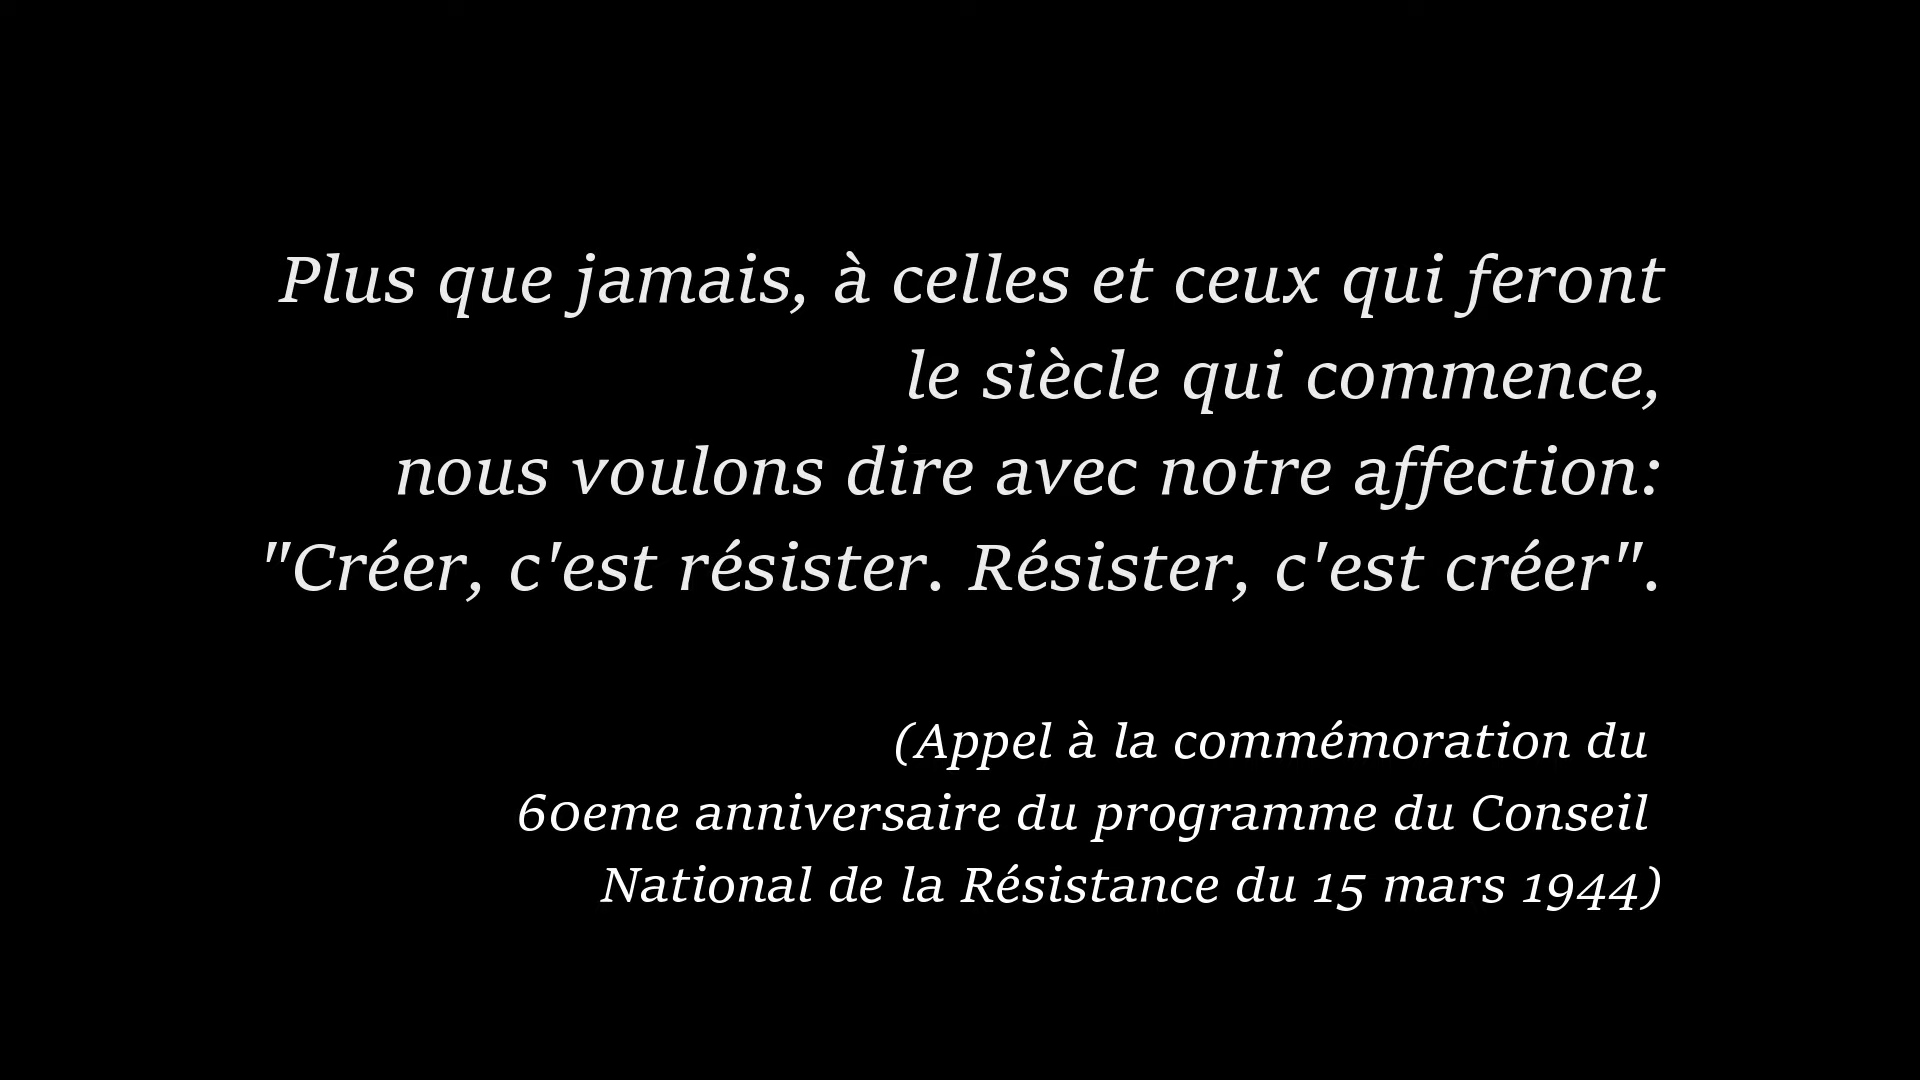 Plus que jamais, à celles et ceux qui feront
le siècle qui commence,
nous voulons dire avec notre affection:
"Créer, c'est résister. Résister, c'est créer".
(Appel à la commémoration du
60eme anniversaire du programme du Conseil
National de la Résistance du 15 mars 1944)